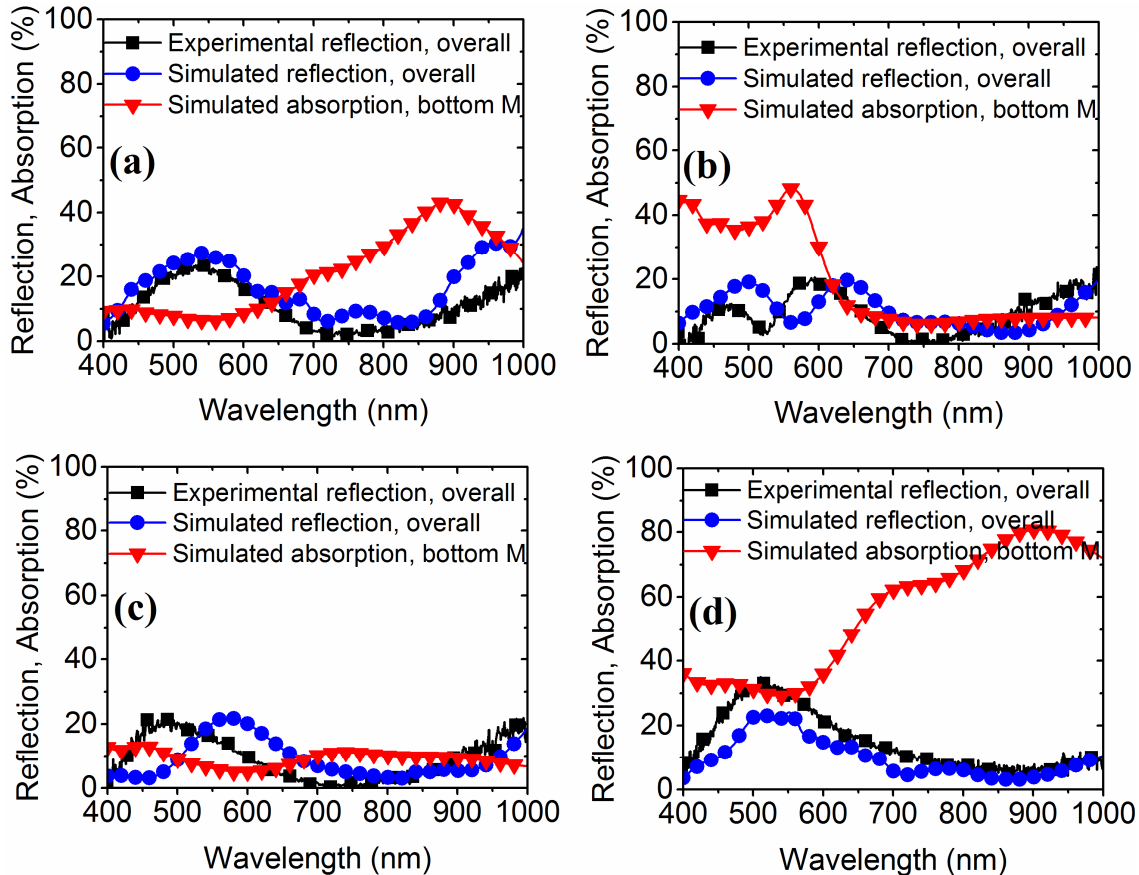 Reflection, Absorption (%)
100
80
60
40
20
0
Experimental reflection, overall
Simulated reflection, overall
Simulated absorption, bottom M
(a)
400 500 600 700 800 900 1000
Wavelength (nm)
Reflection, Absorption (%)
100
80
60
40
20
0
Experimental reflection, overall
Simulated reflection, overall
Simulated absorption, bottom M
(b)
400 500 600 700 800 900 1000
Wavelength (nm)
Reflection, Absorption (%)
100
80
60
40
20
0
Experimental reflection, overall
Simulated reflection, overall
Simulated absorption, bottom M
(c)
400 500 600 700 800 900 1000
Wavelength (nm)
Reflection, Absorption (%)
100
80
60
40
20
0
Experimental reflection, overall
Simulated reflection, overall
Simulated absorption, bottom M
(d)
400 500 600 700 800 900 1000
Wavelength (nm)